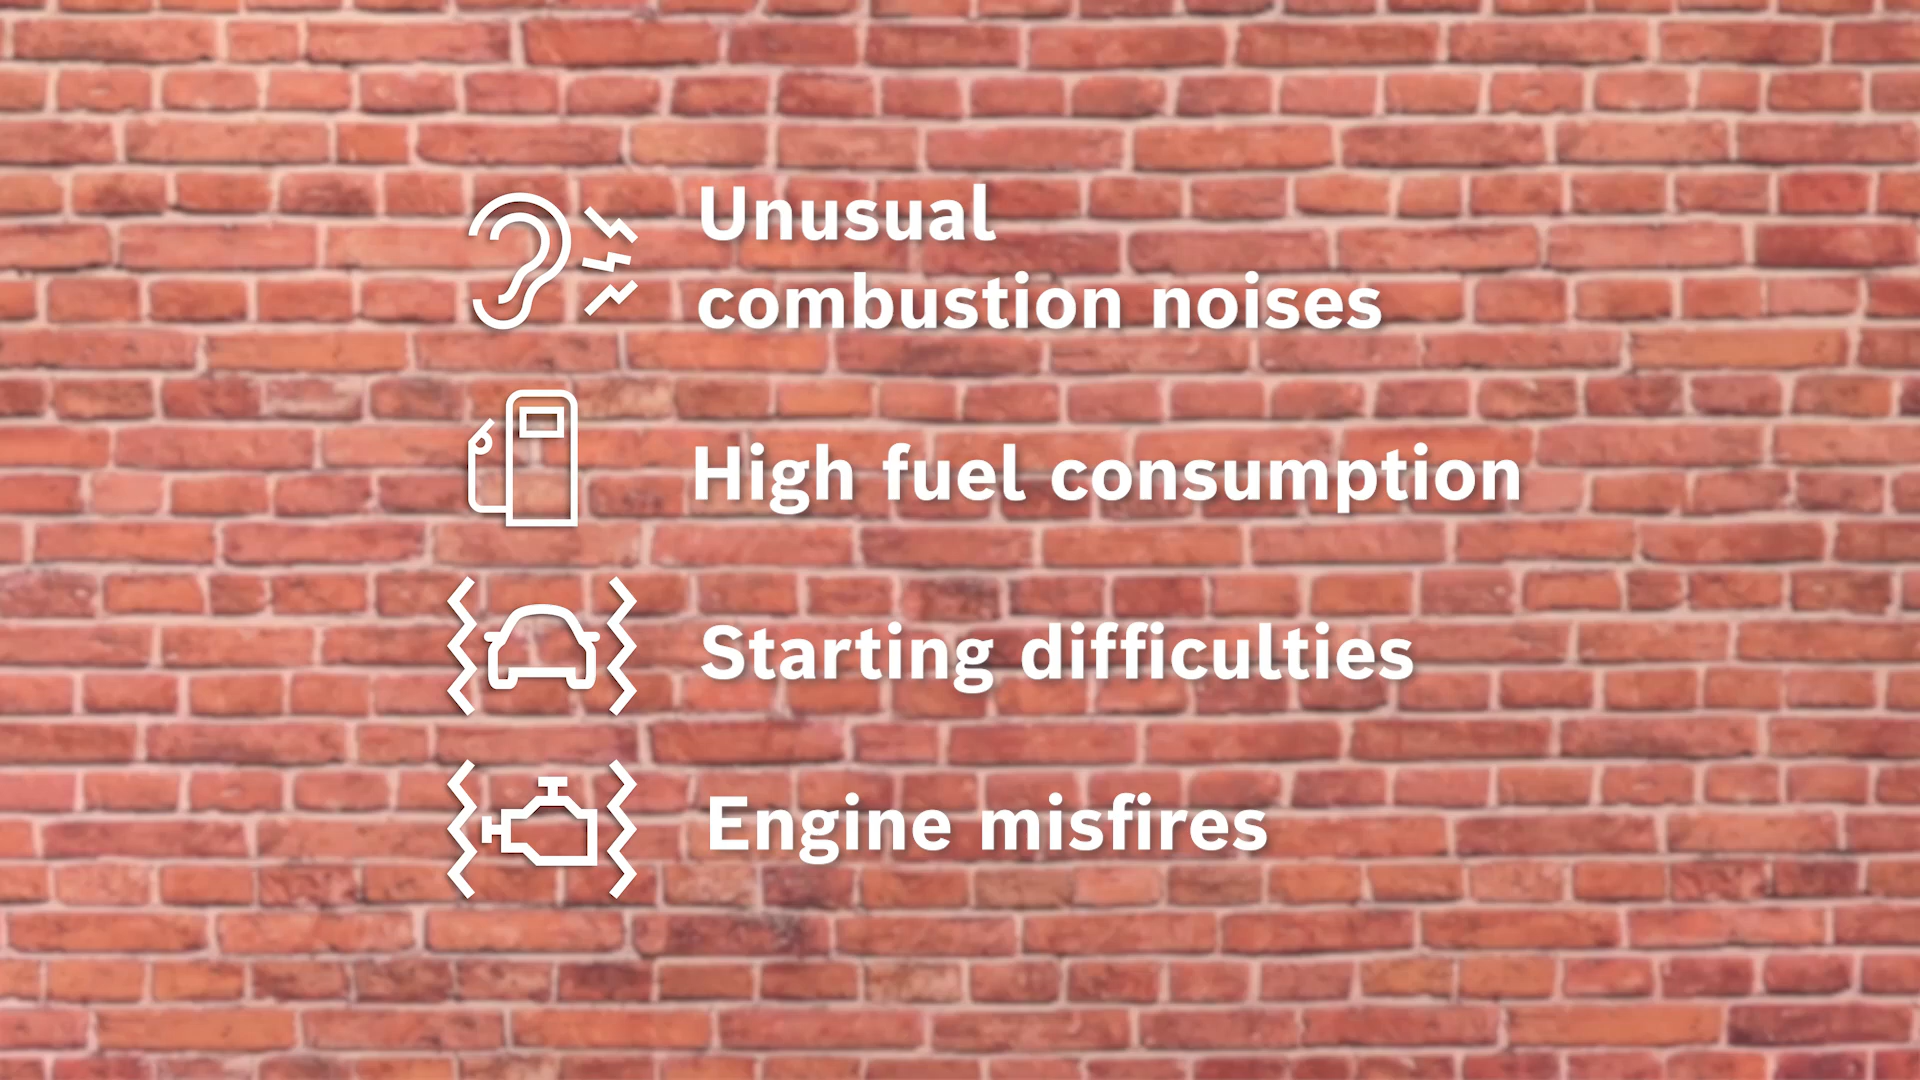 Unusual
combustion noises
High fuel consumption
Starting difficulties
Engine misfires